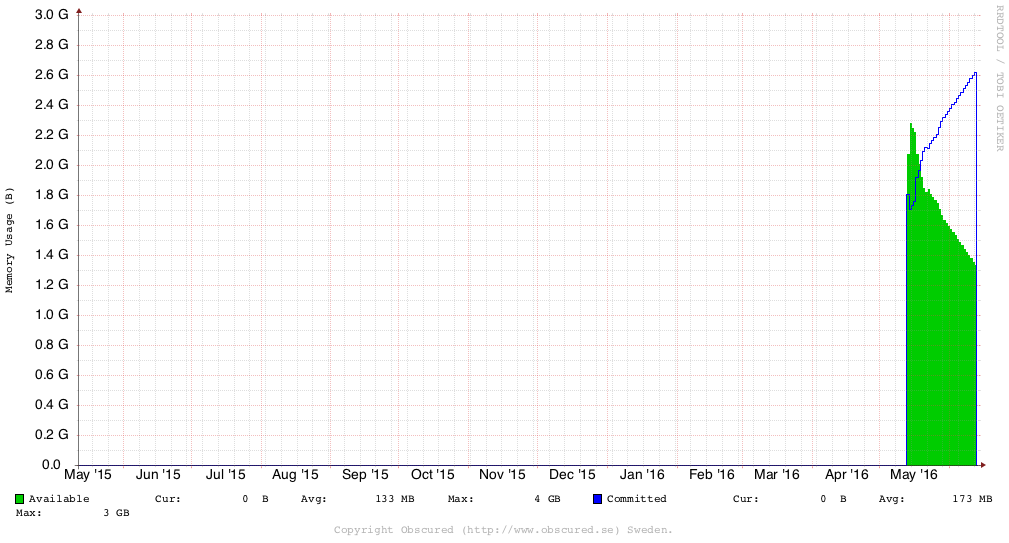 3.0 G
2.8 G
2.6 G
2.4 G
2.2 G
2.0 G
1.8 G
1.6 G
1.4 G
1.2 G
1.0 G
0.8 G
0.6 G
0.4 G
0.2 G
0.0
Memory Usage (B)
RRDTOOL / TOBI OETIKER
May '15 Jun '15 Jul '15 Aug '15 Sep '15 Oct '15 Nov '15 Dec '15 Jan '16 Feb '16 Mar '16 Apr '16 May '16
Available Cur: 0 B Avg: 133 MB Max: 4 GB Committed Cur: 0 B Avg: 173 MB
Max: 3 GB
Copyright Obscured (http://www.obscured.se) Sweden.